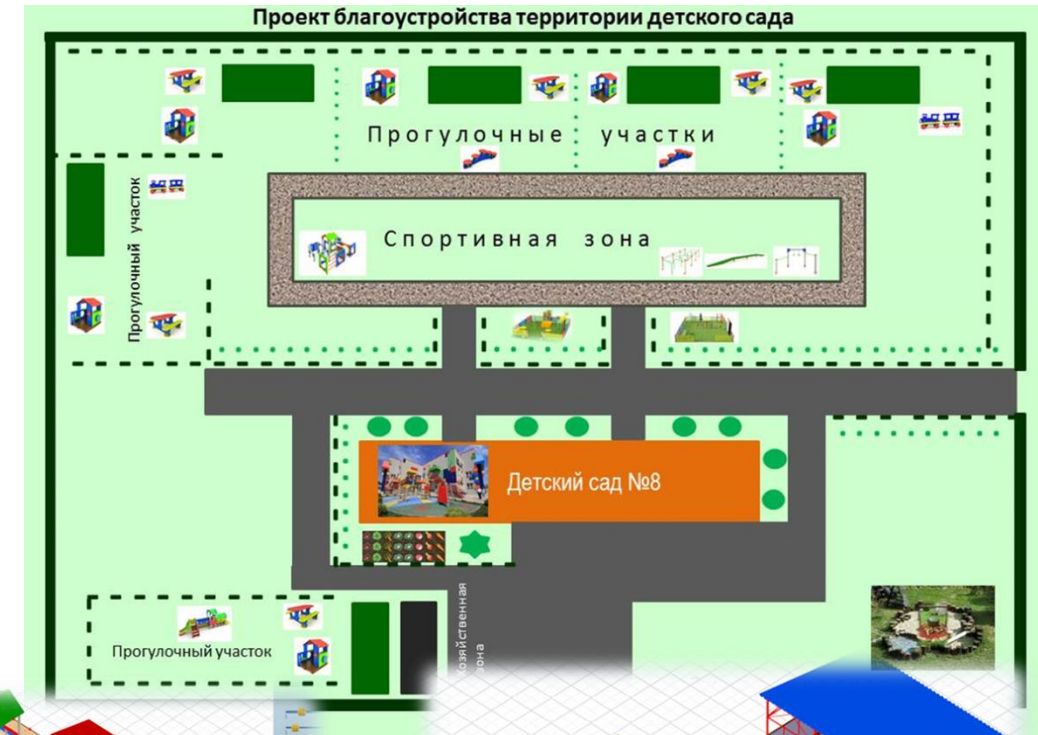 Проект благоустройства территории детского сада
Прогулочные участки
Прогулочный участок
Спортивная зона
Детский сад №8
Хозяйственная
зона
Прогулочный участок